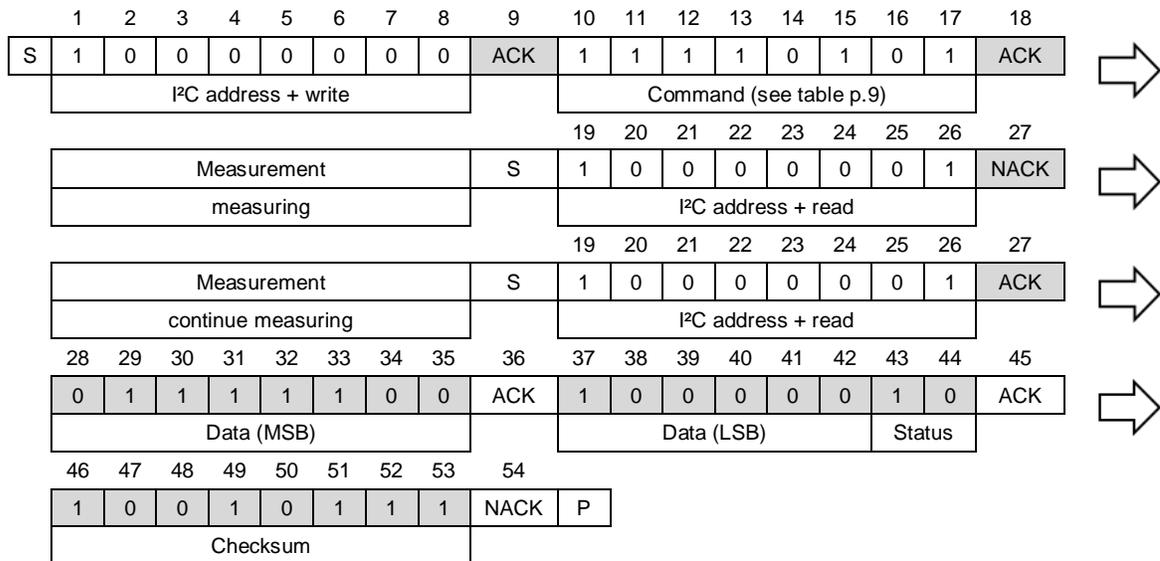 1 2 3 4 5 6 7 8 9 10 11 12 13 14 15 16 17 18
S 1 0 0 0 0 0 0 0 ACK 1 1 1 1 0 1 0 1 ACK
I²C address + write Command (see table p.9)
19 20 21 22 23 24 25 26 27
Measurement S 1 0 0 0 0 0 0 1 NACK
measuring I²C address + read
19 20 21 22 23 24 25 26 27
Measurement S 1 0 0 0 0 0 0 1 ACK
continue measuring I²C address + read
28 29 30 31 32 33 34 35 36 37 38 39 40 41 42 43 44 45
0 1 1 1 1 1 0 0 ACK 1 0 0 0 0 0 1 0 ACK
Data (MSB) Data (LSB) Status
46 47 48 49 50 51 52 53 54
1 0 0 1 0 1 1 1 NACK P
Checksum